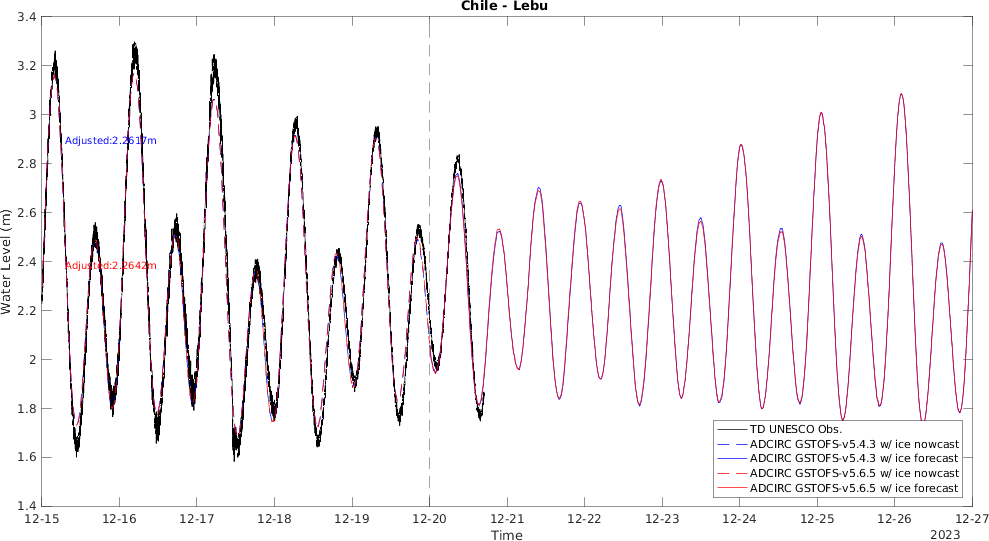 Chile - Lebu
3.4
3.2
3
2.8
2.6
2.4
2.2
2
1.8
1.6
1.4
Water Level (m)
Adjusted:2.2617m
Adjusted:2.2642m
TD UNESCO Obs.
ADCIRC GSTOFS-v5.4.3 w/ ice nowcast
ADCIRC GSTOFS-v5.4.3 w/ ice forecast
ADCIRC GSTOFS-v5.6.5 w/ ice nowcast
ADCIRC GSTOFS-v5.6.5 w/ ice forecast
12-15 12-16 12-17 12-18 12-19 12-20 12-21 12-22 12-23 12-24 12-25 12-26 12-27
Time
2023